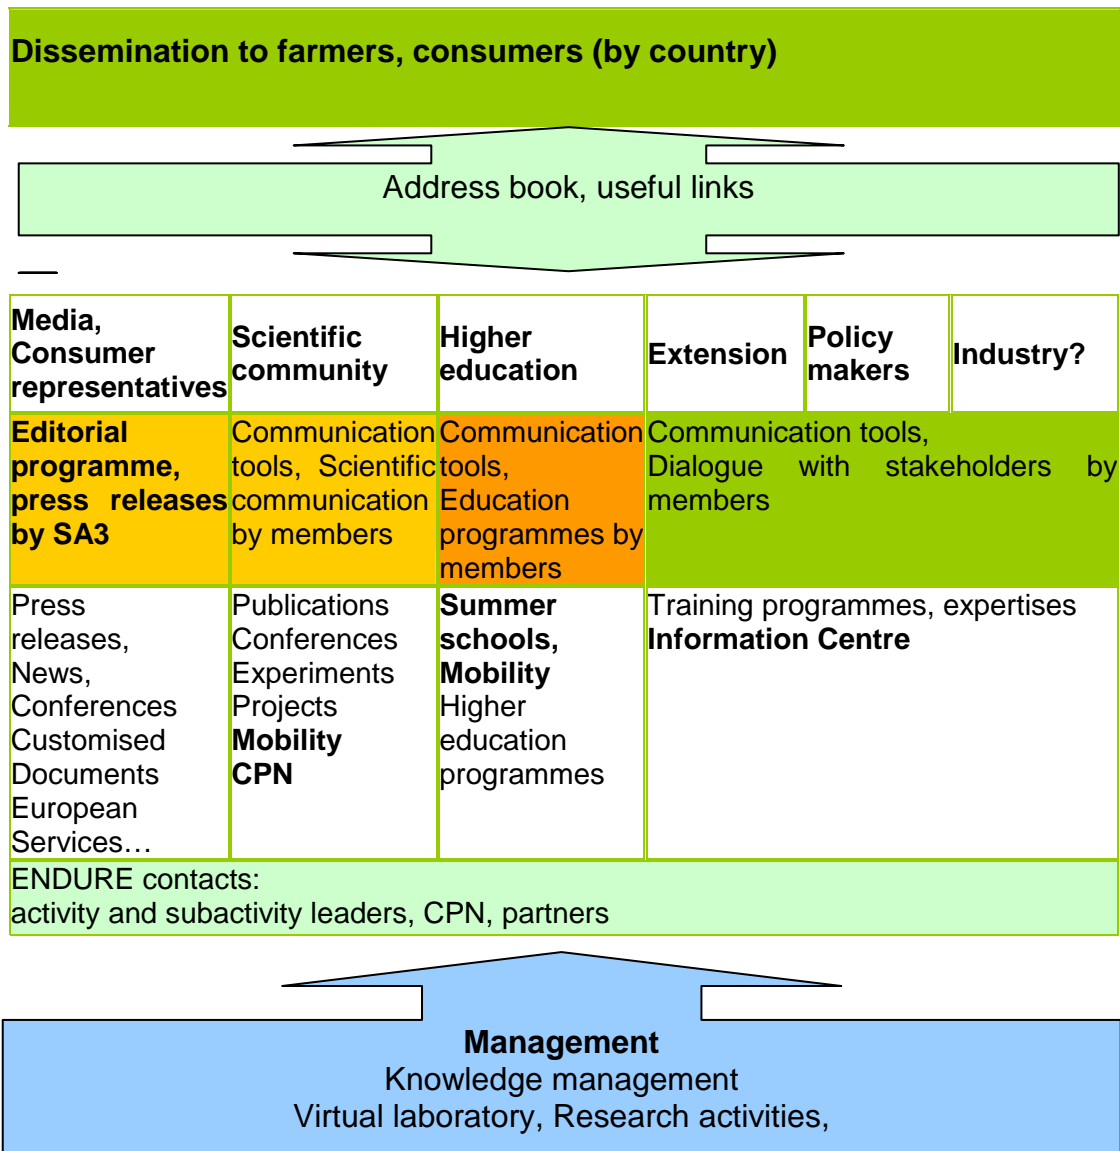 Dissemination to farmers, consumers (by country)
Address book, useful links
Media,
Consumer
representatives
Scientific
community
Higher
education
Extension
Policy
makers
Industry?
Editorial
programme,
press releases
by SA3
Communication
tools, Scientific
communication
by members
Communication
tools,
Education
programmes by
members
Communication tools,
Dialogue with stakeholders by
members
Press
releases,
News,
Conferences
Customised
Documents
European
Services…
Publications
Conferences
Experiments
Projects
Mobility
CPN
Summer
schools,
Mobility
Higher
education
programmes
Training programmes, expertises
Information Centre
ENDURE contacts:
activity and subactivity leaders, CPN, partners
Management
Knowledge management
Virtual laboratory, Research activities,